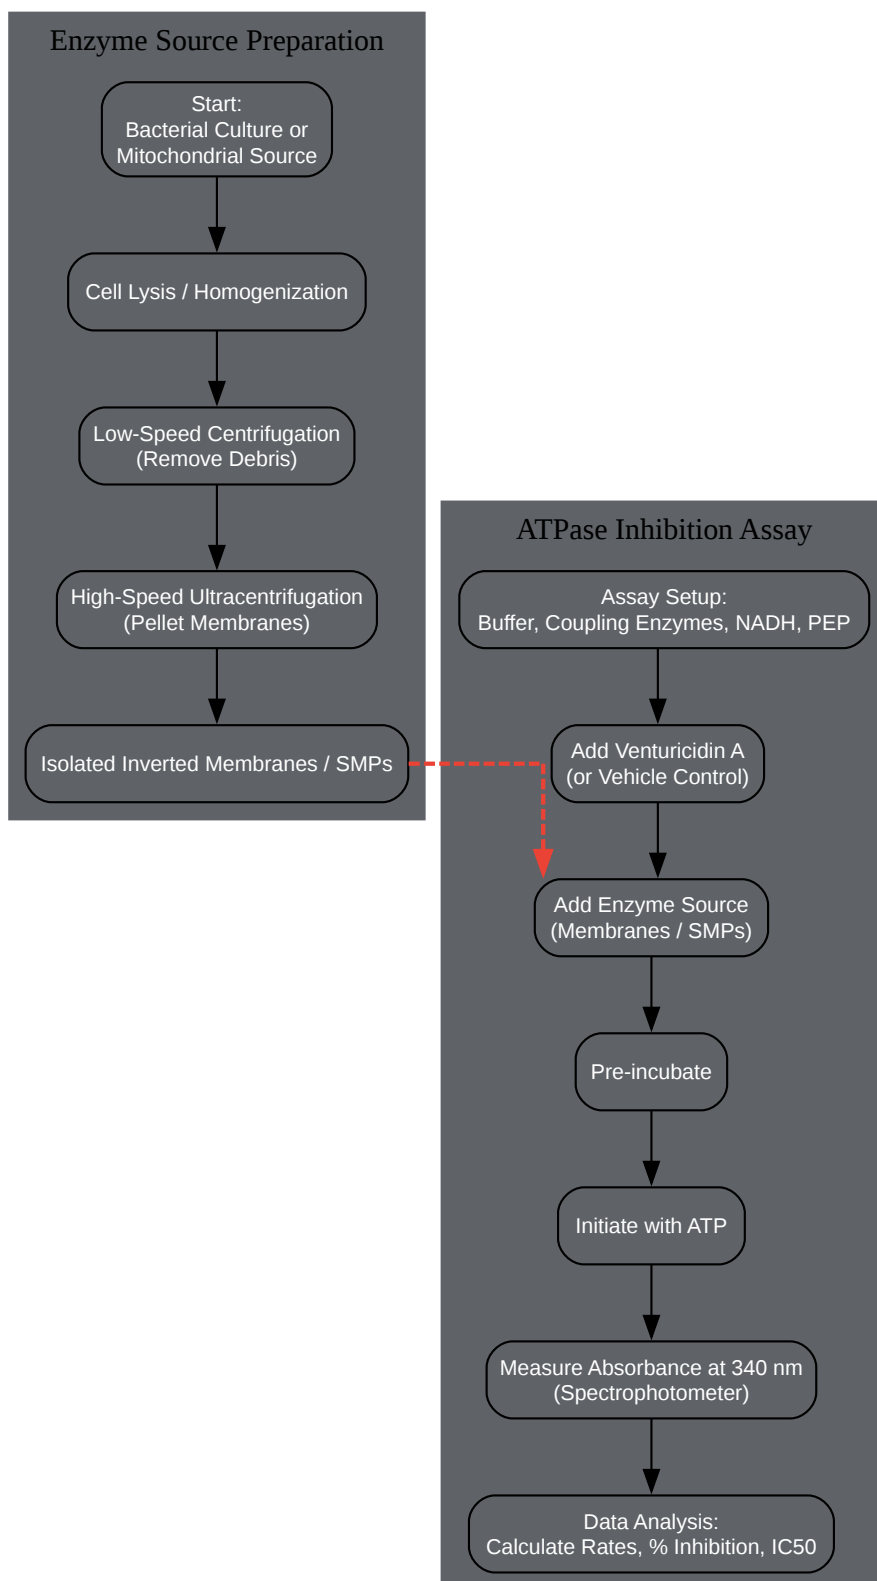 Enzyme Source Preparation
Start:
Bacterial Culture or
Mitochondrial Source
Cell Lysis / Homogenization
Low-Speed Centrifugation
(Remove Debris)
High-Speed Ultracentrifugation
(Pellet Membranes)
Isolated Inverted Membranes / SMPs
ATPase Inhibition Assay
Assay Setup:
Buffer, Coupling Enzymes, NADH, PEP
Add Venturicidin A
(or Vehicle Control)
Add Enzyme Source
(Membranes / SMPs)
Pre-incubate
Initiate with ATP
Measure Absorbance at 340 nm
(Spectrophotometer)
Data Analysis:
Calculate Rates, % Inhibition, IC50